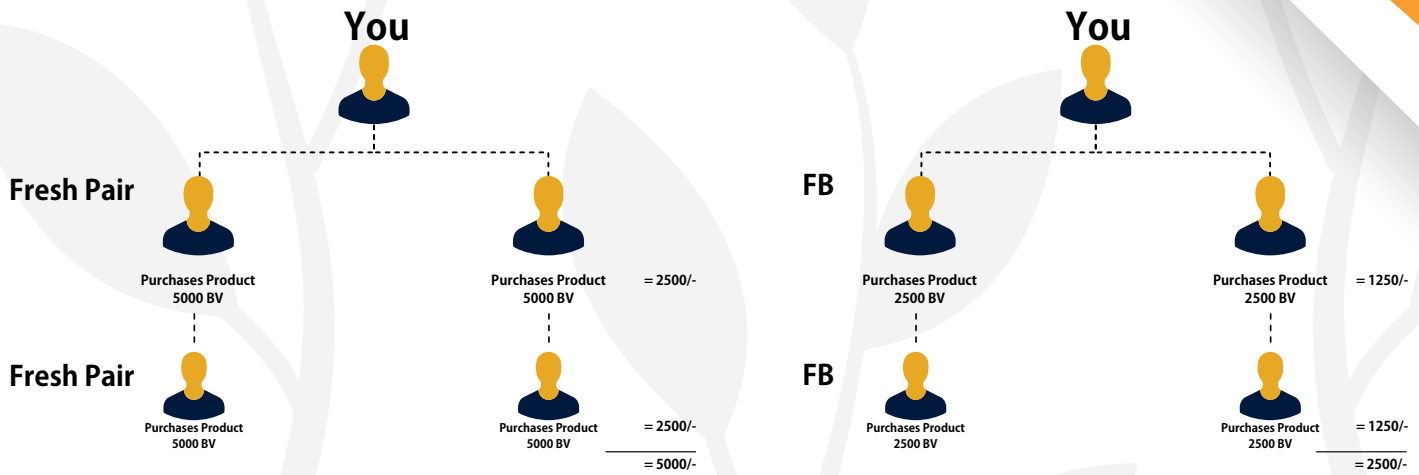 You
Fresh Pair
Purchases Product
5000 BV
Purchases Product
5000 BV
= 2500/-
Fresh Pair
Purchases Product
5000 BV
Purchases Product
5000 BV
= 2500/-
= 5000/-
You
FB
Purchases Product
2500 BV
Purchases Product
2500 BV
= 1250/-
FB
Purchases Product
2500 BV
Purchases Product
2500 BV
= 1250/-
= 2500/-